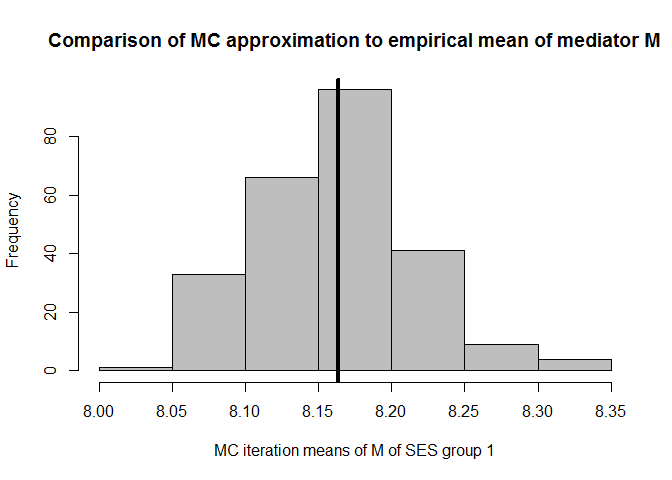 Comparison of MC approximation to empirical mean of mediator M
Frequency
80
60
40
20
0
8.00 8.05 8.10 8.15 8.20 8.25 8.30 8.35
MC iteration means of M of SES group 1